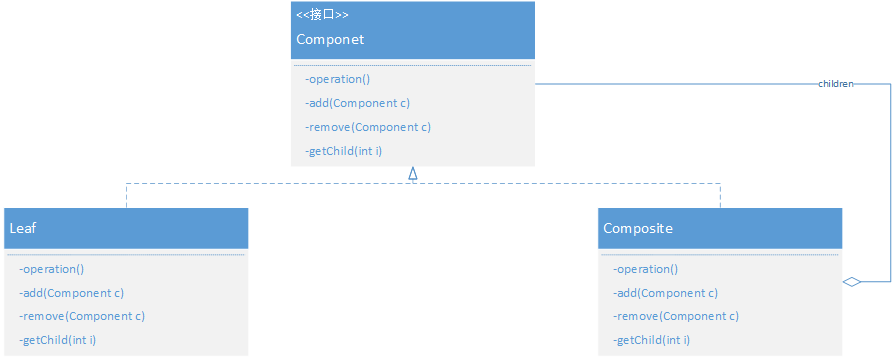 <<接口>>
Componet
-operation()
-add(Component c)
-remove(Component c)
-getChild(int i)
children
Leaf
-operation()
-add(Component c)
-remove(Component c)
-getChild(int i)
Composite
-operation()
-add(Component c)
-remove(Component c)
-getChild(int i)